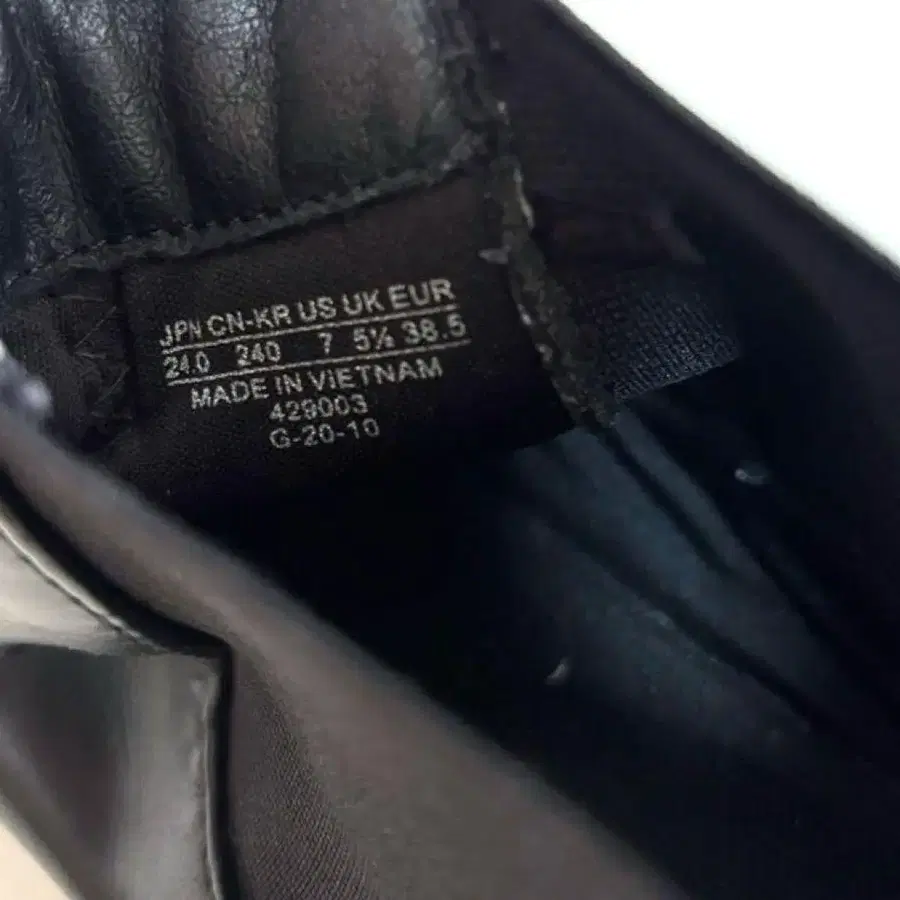 JPN CN-KR US UK EUR
24.0 240 7 5½ 38.5
MADE IN VIETNAM
429003
G-20-10